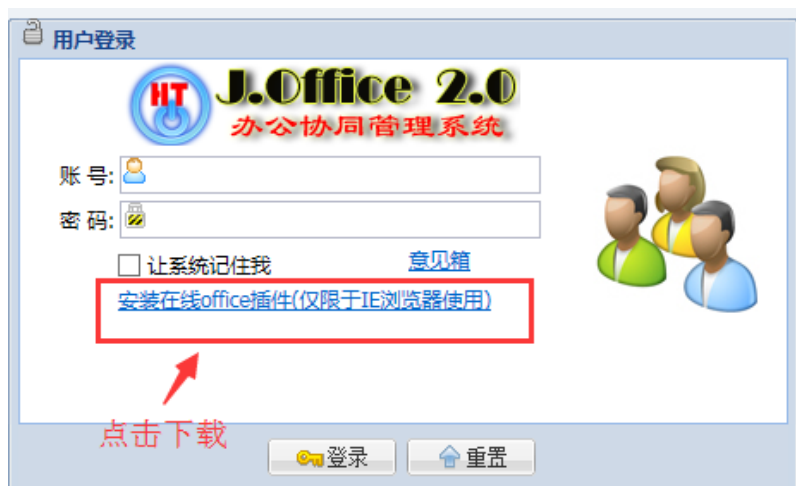 用户登录
HT
J.Office 2.0
办公协同管理系统
账 号:
密 码:
让系统记住我 意见箱
安装在线office插件(仅限于IE浏览器使用)
点击下载
登录 重置